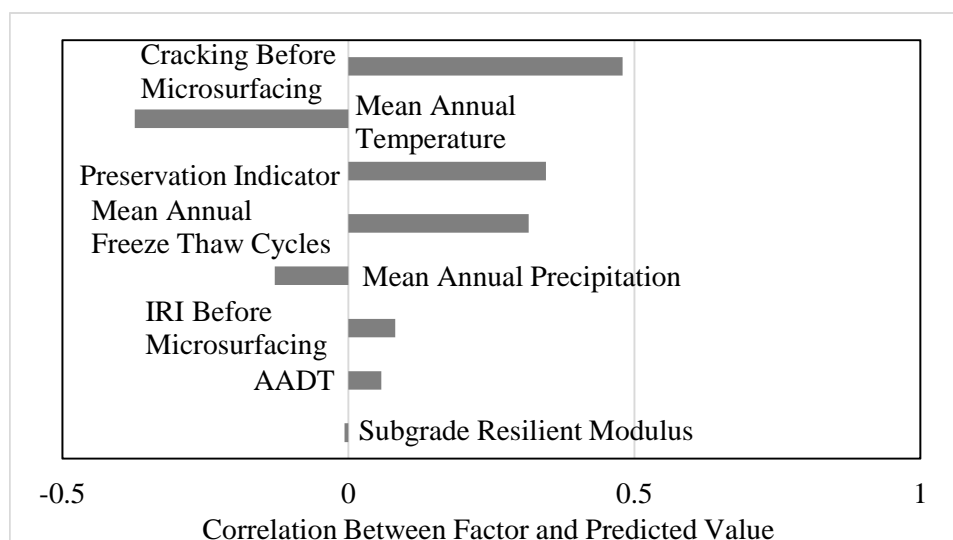 Cracking Before
Microsurfacing
Mean Annual
Temperature
Preservation Indicator
Mean Annual
Freeze Thaw Cycles
Mean Annual Precipitation
IRI Before
Microsurfacing
AADT
Subgrade Resilient Modulus
-0.5 0 0.5 1
Correlation Between Factor and Predicted Value